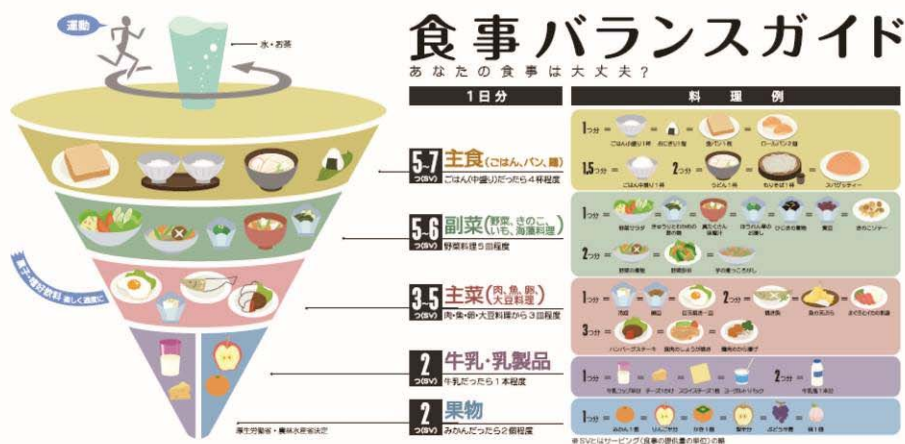 運動
水・お茶
食事バランスガイド
あなたの食事は大丈夫?
1日分
料理例
5~7 つ(SV)
主食(ごはん、パン、麺)
ごはん(中盛り)だったら4杯程度
5~6 つ(SV)
副菜(野菜、きのこ、いも、海藻料理)
野菜料理5皿程度
3~5 つ(SV)
主菜(肉、魚、卵、大豆料理)
肉・魚・卵・大豆料理から3皿程度
2 つ(SV)
牛乳・乳製品
牛乳だったら1本程度
2 つ(SV)
果物
みかんだったら2個程度
菓子・嗜好飲料 楽しく適度に
厚生労働省・農林水産省決定
1つ分 = ごはん小盛り1杯 = おにぎり1個 = 食パン1枚 = ロールパン2個
1.5つ分 = ごはん中盛り1杯 2つ分 = うどん1杯 = もりそば1杯 = スパゲッティー
1つ分 = 野菜サラダ = きゅうりとわかめの酢の物 = 具だくさん味噌汁 = ほうれん草のお浸し = ひじきの煮物 = 煮豆 = きのこソテー
2つ分 = 野菜の煮物 = 野菜炒め = 芋の煮っころがし
1つ分 = 冷奴 = 納豆 = 目玉焼き一皿 2つ分 = 焼き魚 = 魚の天ぷら = まぐろとイカの刺身
3つ分 = ハンバーグステーキ = 豚肉のしょうが焼き = 鶏肉のから揚げ
1つ分 = 牛乳コップ半分 = チーズ1かけ = スライスチーズ1枚 = ヨーグルト1パック 2つ分 = 牛乳瓶1本分
1つ分 = みかん1個 = りんご半分 = かき1個 = 梨半分 = ぶどう半房 = 桃1個
※SVとはサービング(食事の提供量の単位)の略